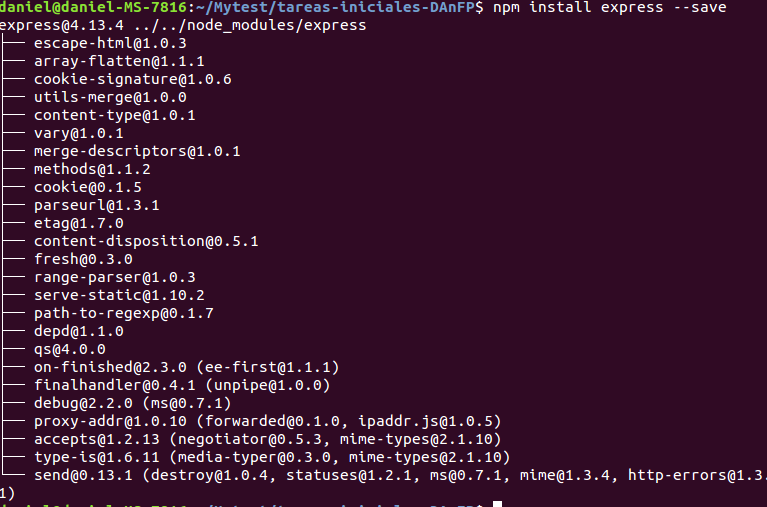 daniel@daniel-MS-7816:~/Mytest/tareas-iniciales-DAnFP$ npm install express --save
express@4.13.4 ../../node_modules/express
├── escape-html@1.0.3
├── array-flatten@1.1.1
├── cookie-signature@1.0.6
├── utils-merge@1.0.0
├── content-type@1.0.1
├── vary@1.0.1
├── merge-descriptors@1.0.1
├── methods@1.1.2
├── cookie@0.1.5
├── parseurl@1.3.1
├── etag@1.7.0
├── content-disposition@0.5.1
├── fresh@0.3.0
├── range-parser@1.0.3
├── serve-static@1.10.2
├── path-to-regexp@0.1.7
├── depd@1.1.0
├── qs@4.0.0
├── on-finished@2.3.0 (ee-first@1.1.1)
├── finalhandler@0.4.1 (unpipe@1.0.0)
├── debug@2.2.0 (ms@0.7.1)
├── proxy-addr@1.0.10 (forwarded@0.1.0, ipaddr.js@1.0.5)
├── accepts@1.2.13 (negotiator@0.5.3, mime-types@2.1.10)
├── type-is@1.6.11 (media-typer@0.3.0, mime-types@2.1.10)
└── send@0.13.1 (destroy@1.0.4, statuses@1.2.1, ms@0.7.1, mime@1.3.4, http-errors@1.3.
1)
daniel@daniel-MS-7816:~/Mytest/tareas-iniciales-DAnFP$